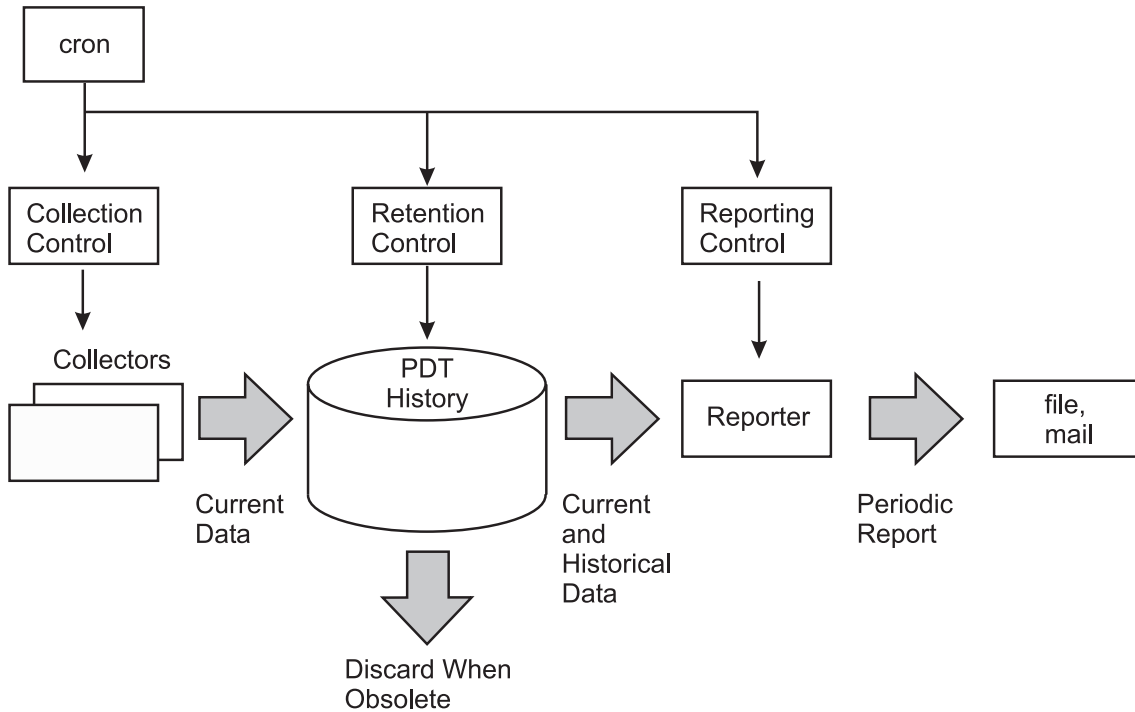 cron
Collection
Control
Retention
Control
Reporting
Control
Collectors
PDT
History
Reporter
file,
mail
Current
Data
Current
and
Historical
Data
Periodic
Report
Discard When
Obsolete